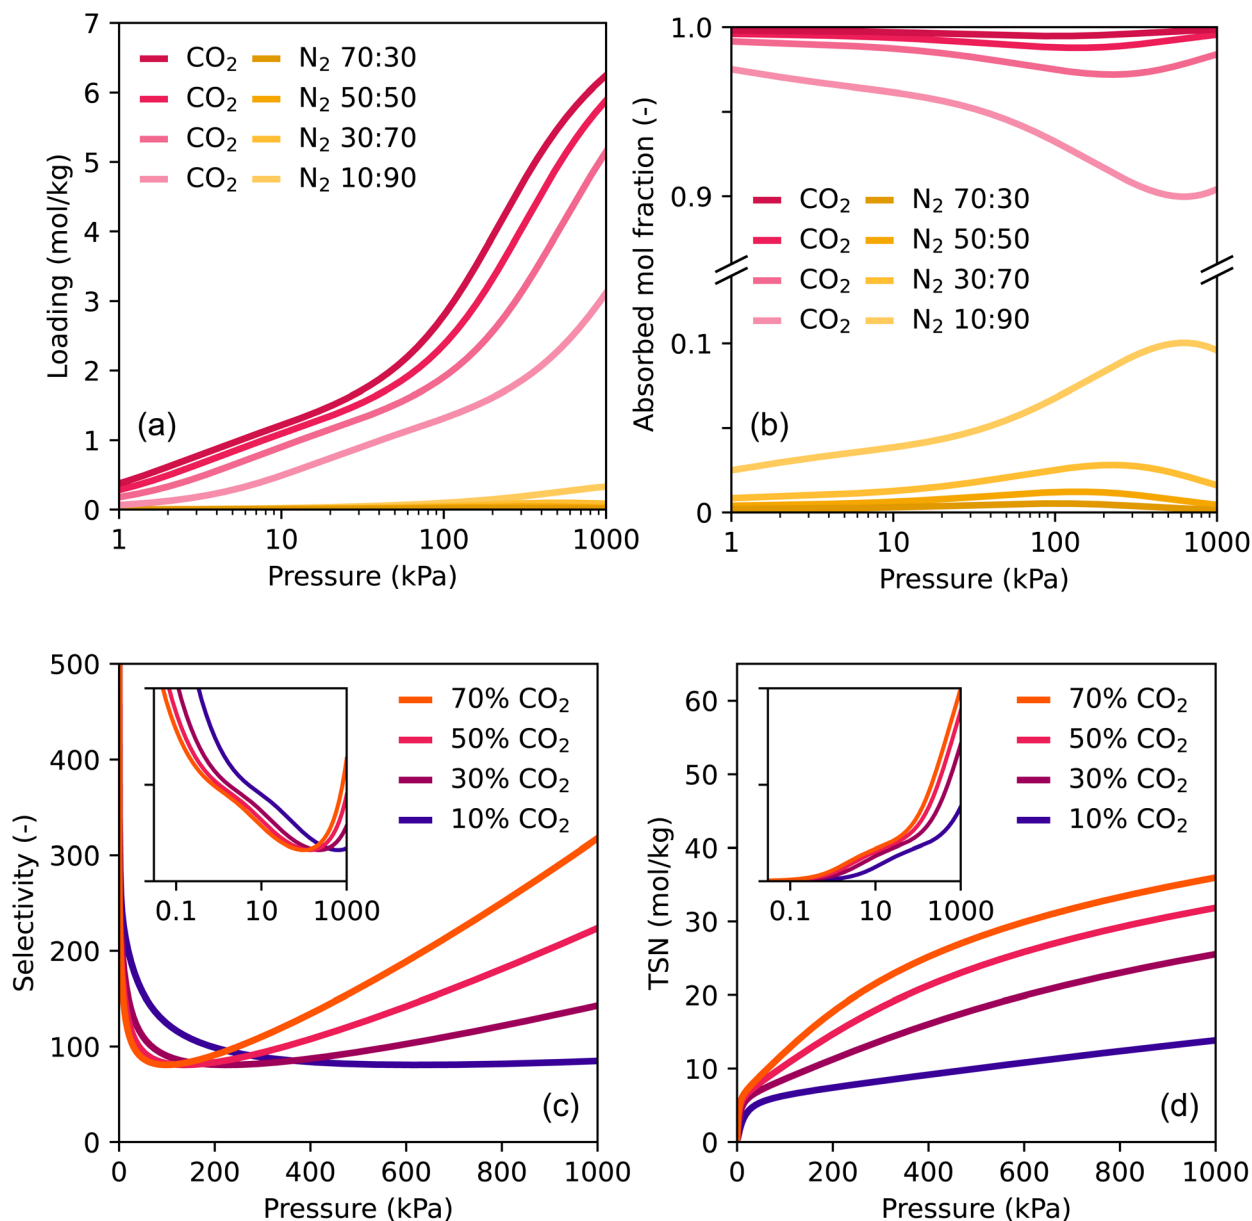 7
6
5
4
3
2
1
0
Loading (mol/kg)
CO₂ N₂ 70:30
CO₂ N₂ 50:50
CO₂ N₂ 30:70
CO₂ N₂ 10:90
(a)
1 10 100 1000
Pressure (kPa)
1.0
0.9
0.1
0
Absorbed mol fraction (-)
CO₂ N₂ 70:30
CO₂ N₂ 50:50
CO₂ N₂ 30:70
CO₂ N₂ 10:90
(b)
1 10 100 1000
Pressure (kPa)
500
400
300
200
100
0
Selectivity (-)
0.1 10 1000
70% CO₂
50% CO₂
30% CO₂
10% CO₂
(c)
0 200 400 600 800 1000
Pressure (kPa)
60
50
40
30
20
10
0
TSN (mol/kg)
0.1 10 1000
70% CO₂
50% CO₂
30% CO₂
10% CO₂
(d)
0 200 400 600 800 1000
Pressure (kPa)